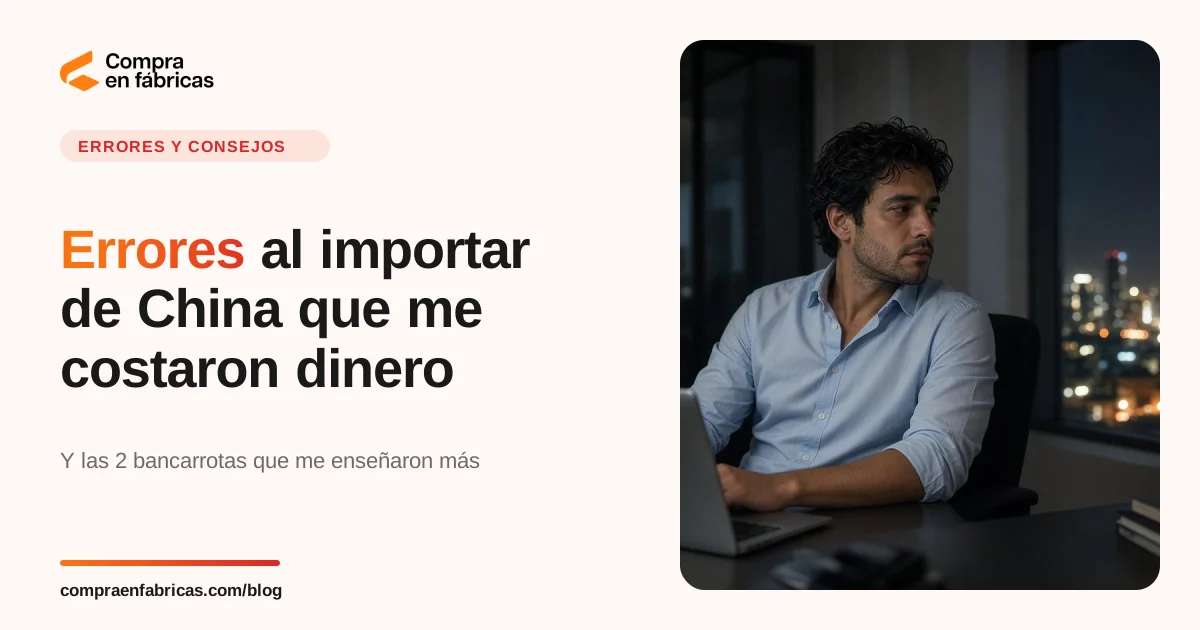 Compra
en fábricas
ERRORES Y CONSEJOS
Errores al importar
de China que me
costaron dinero
Y las 2 bancarrotas que me enseñaron más
compraenfabricas.com/blog